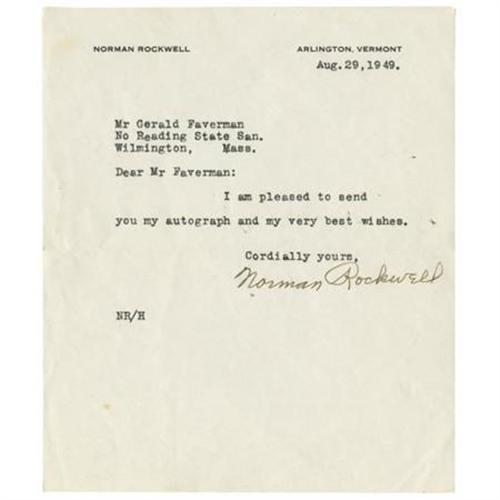 NORMAN ROCKWELL ARLINGTON, VERMONT
Aug. 29, 1949.
Mr Gerald Faverman
No Reading State San.
Wilmington, Mass.
Dear Mr Faverman:
I am pleased to send
you my autograph and my very best wishes.
Cordially yours,
Norman Rockwell
NR/H